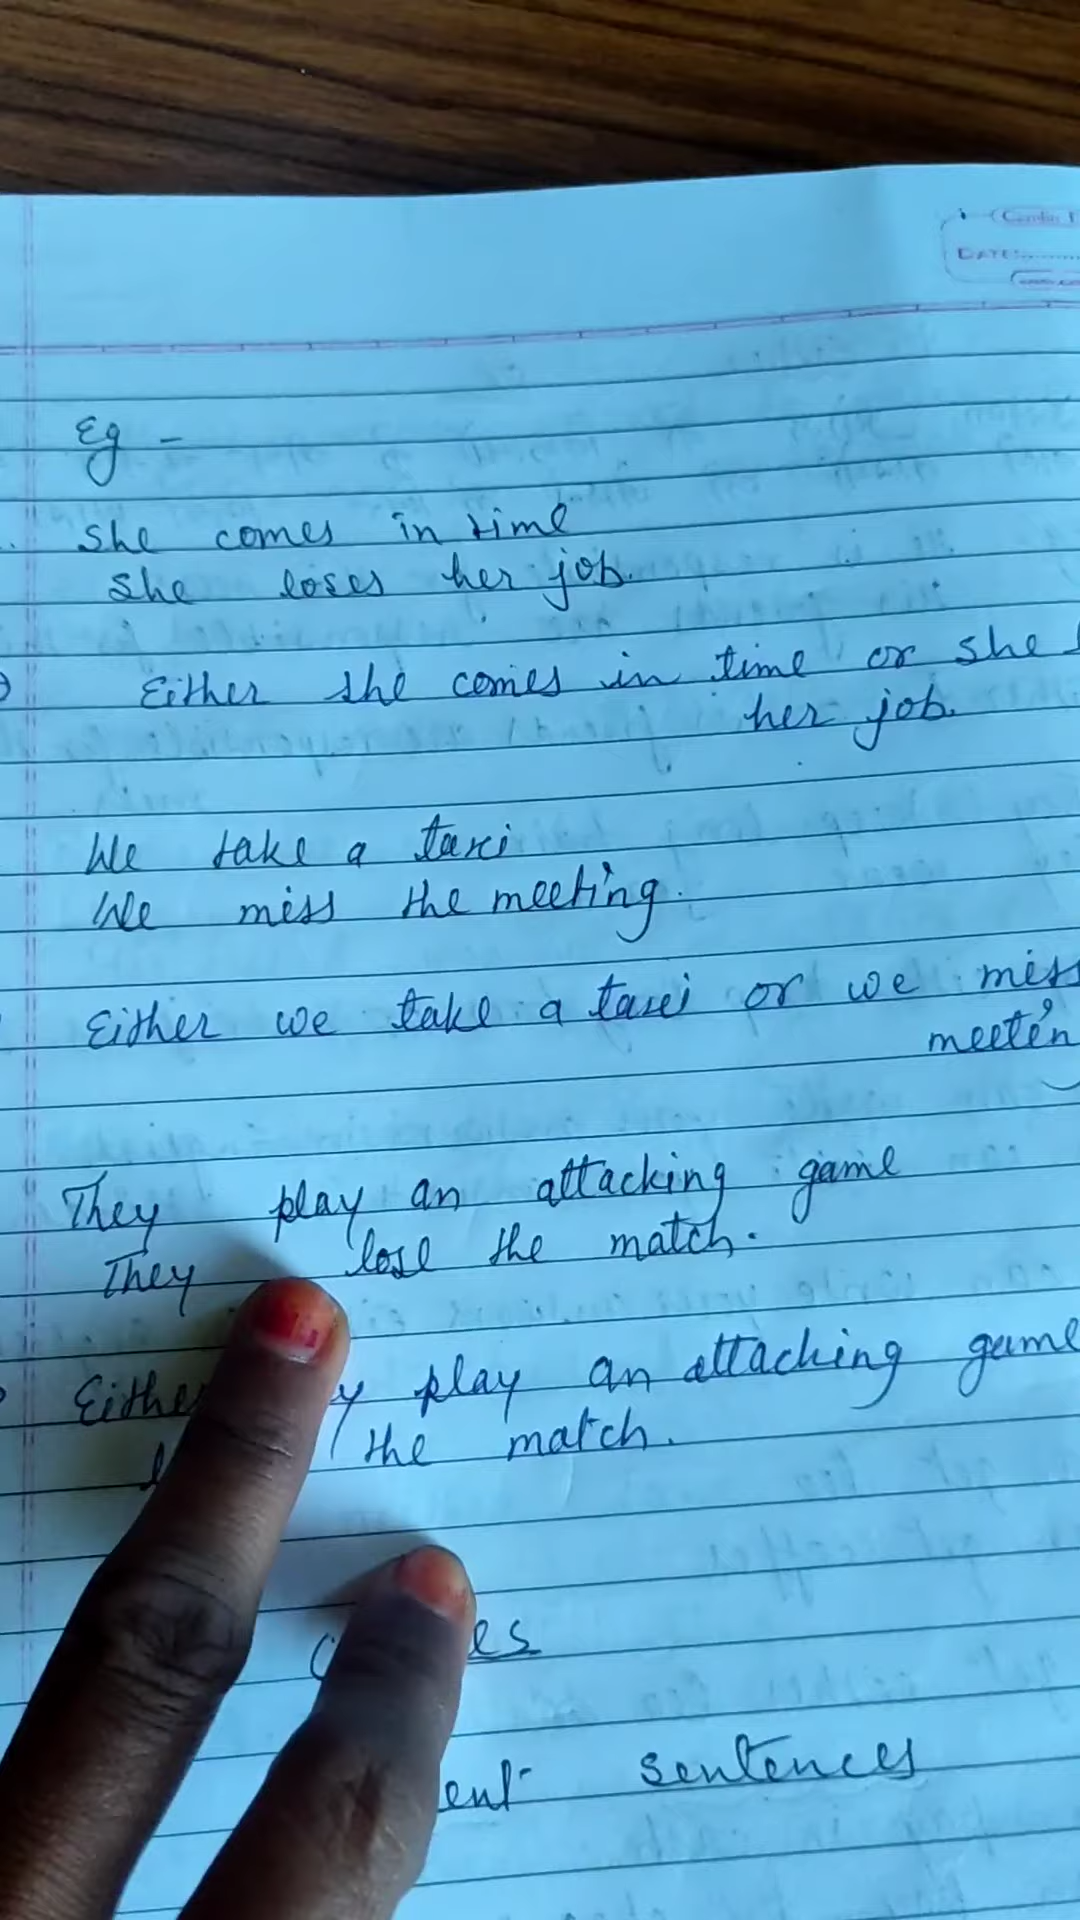 DATE:
Eg -
She comes in time
She loses her job.
Either she comes in time or she
her job.
We take a taxi
We miss the meeting.
Either we take a taxi or we miss
They play an attacking game
They lose the match.
play an attacking game
the match.
sentences